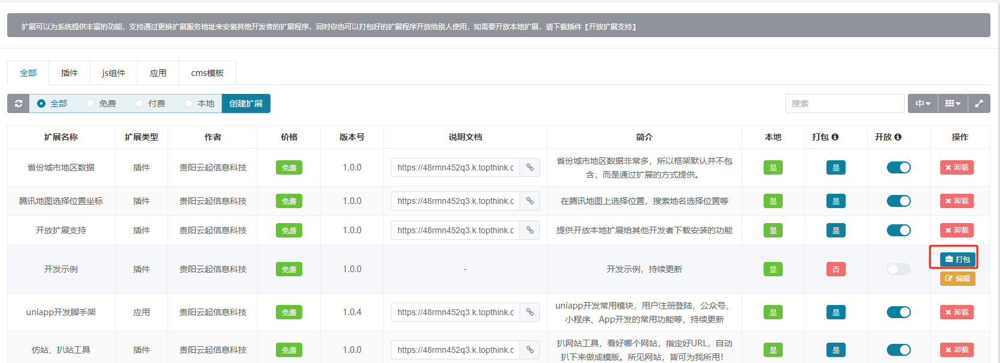 扩展可以为系统提供丰富的功能，支持通过更换扩展服务地址来安装其他开发者的扩展程序，同时你也可以打包好的扩展程序开放给别人使用，如需要开放本地扩展，请下载插件【开放扩展支持】
全部 插件 js组件 应用 cms模板
全部 免费 付费 本地 创建扩展 搜索 中
扩展名称 扩展类型 作者 价格 版本号 说明文档 简介 本地 打包 开放 操作
省份城市地区数据 插件 贵阳云起信息科技 免费 1.0.0 https://48rmn452q3.k.topthink.c 省份城市地区数据非常多，所以框架默认并不包 是 是 卸载
含，而是通过扩展的方式提供。
腾讯地图选择位置坐标 插件 贵阳云起信息科技 免费 1.0.0 https://48rmn452q3.k.topthink.c 在腾讯地图上选择位置，搜索地名选择位置等 是 是 卸载
开放扩展支持 插件 贵阳云起信息科技 免费 1.0.0 https://48rmn452q3.k.topthink.c 提供开放本地扩展给其他开发者下载安装的功能 是 是 卸载
开发示例 插件 贵阳云起信息科技 免费 1.0.0 - 开发示例，持续更新 是 否 打包
编辑
uniapp开发脚手架 应用 贵阳云起信息科技 免费 1.0.4 https://48rmn452q3.k.topthink.c uniapp开发常用模块，用户注册登陆，公众号、 是 是 卸载
小程序、App开发的常用功能等，持续更新
仿站、扒站工具 插件 贵阳云起信息科技 免费 1.0.0 https://48rmn452q3.k.topthink.c 扒网站工具，看好哪个网站，指定好URL，自动 是 是 卸载
扒下来做成模版。所见网站，皆可为我所用！